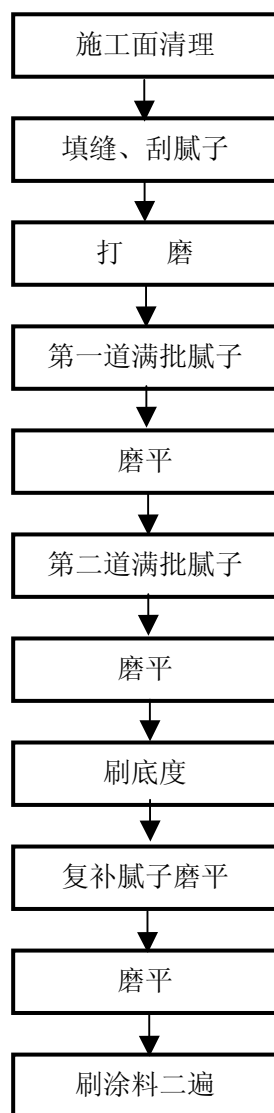 施工面清理
填缝、刮腻子
打 磨
第一道满批腻子
磨平
第二道满批腻子
磨平
刷底度
复补腻子磨平
磨平
刷涂料二遍